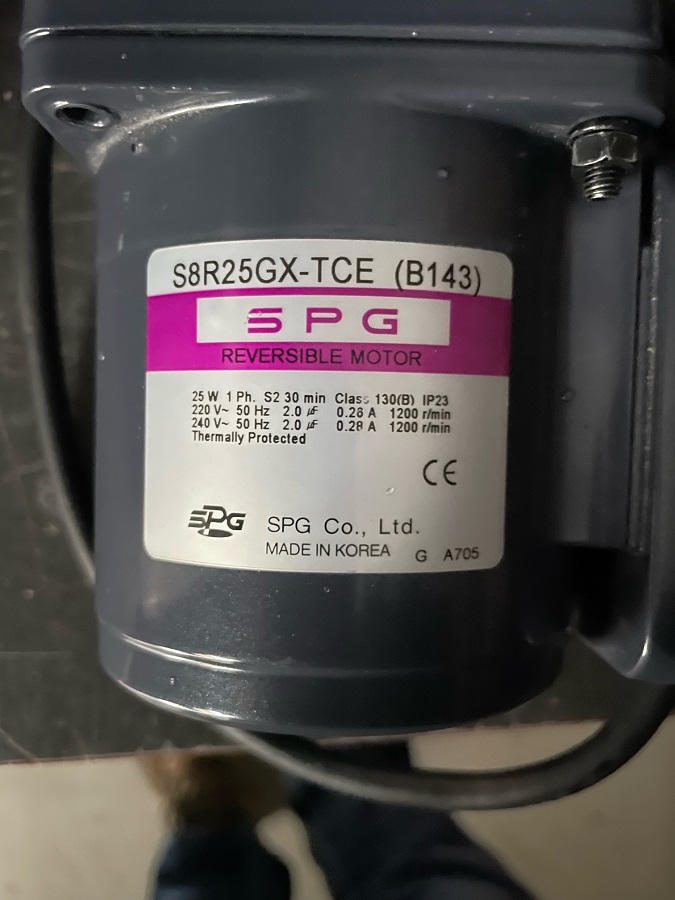 S8R25GX-TCE (B143)
SPG
REVERSIBLE MOTOR
25 W 1 Ph. S2 30 min Class 130(B) IP23
220 V~ 50 Hz 2.0 µF 0.26 A 1200 r/min
240 V~ 50 Hz 2.0 µF 0.28 A 1200 r/min
Thermally Protected
CE
SPG SPG Co., Ltd.
MADE IN KOREA G A705